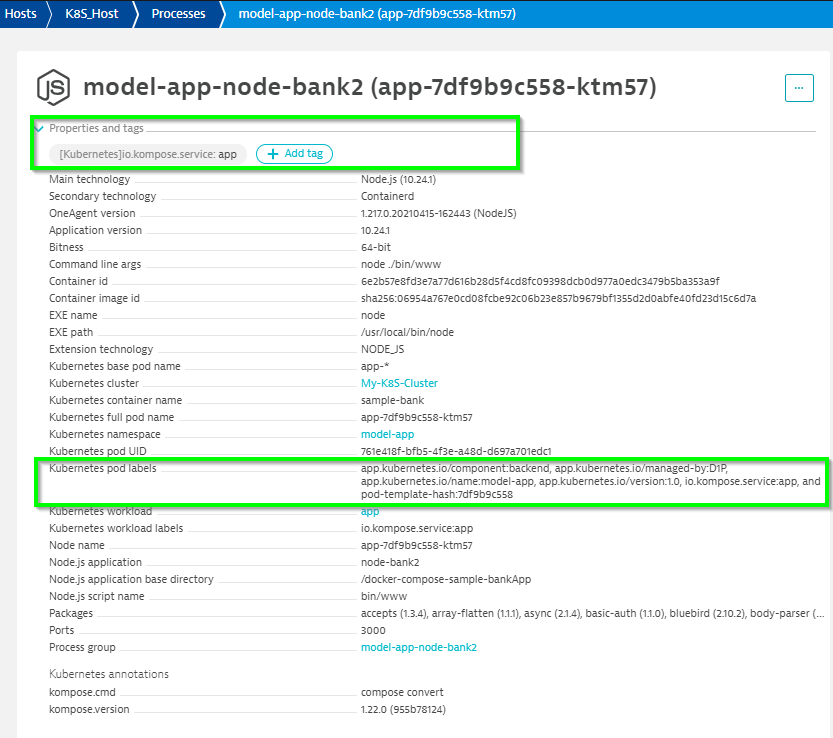 Hosts K8S_Host Processes model-app-node-bank2 (app-7df9b9c558-ktm57)
JS model-app-node-bank2 (app-7df9b9c558-ktm57) ...
Properties and tags
[Kubernetes]io.kompose.service: app + Add tag
Main technology Node.js (10.24.1)
Secondary technology Containerd
OneAgent version 1.217.0.20210415-162443 (NodeJS)
Application version 10.24.1
Bitness 64-bit
Command line args node ./bin/www
Container id 6e2b57e8fd3e7a77d616b28d5f4cd8fc09398dcb0d977a0edc3479b5ba353a9f
Container image id sha256:06954a767e0cd08fcbe92c06b23e857b9679bf1355d2d0abfe40fd23d15c6d7a
EXE name node
EXE path /usr/local/bin/node
Extension technology NODE_JS
Kubernetes base pod name app-*
Kubernetes cluster My-K8S-Cluster
Kubernetes container name sample-bank
Kubernetes full pod name app-7df9b9c558-ktm57
Kubernetes namespace model-app
Kubernetes pod UID 761e418f-bfb5-4f3e-a48d-d697a701edc1
Kubernetes pod labels app.kubernetes.io/component:backend, app.kubernetes.io/managed-by:D1P,
app.kubernetes.io/name:model-app, app.kubernetes.io/version:1.0, io.kompose.service:app, and
pod-template-hash:7df9b9c558
Kubernetes workload app
Kubernetes workload labels io.kompose.service:app
Node name app-7df9b9c558-ktm57
Node.js application node-bank2
Node.js application base directory /docker-compose-sample-bankApp
Node.js script name bin/www
Packages accepts (1.3.4), array-flatten (1.1.1), async (2.1.4), basic-auth (1.1.0), bluebird (2.10.2), body-parser (...
Ports 3000
Process group model-app-node-bank2
Kubernetes annotations
kompose.cmd compose convert
kompose.version 1.22.0 (955b78124)